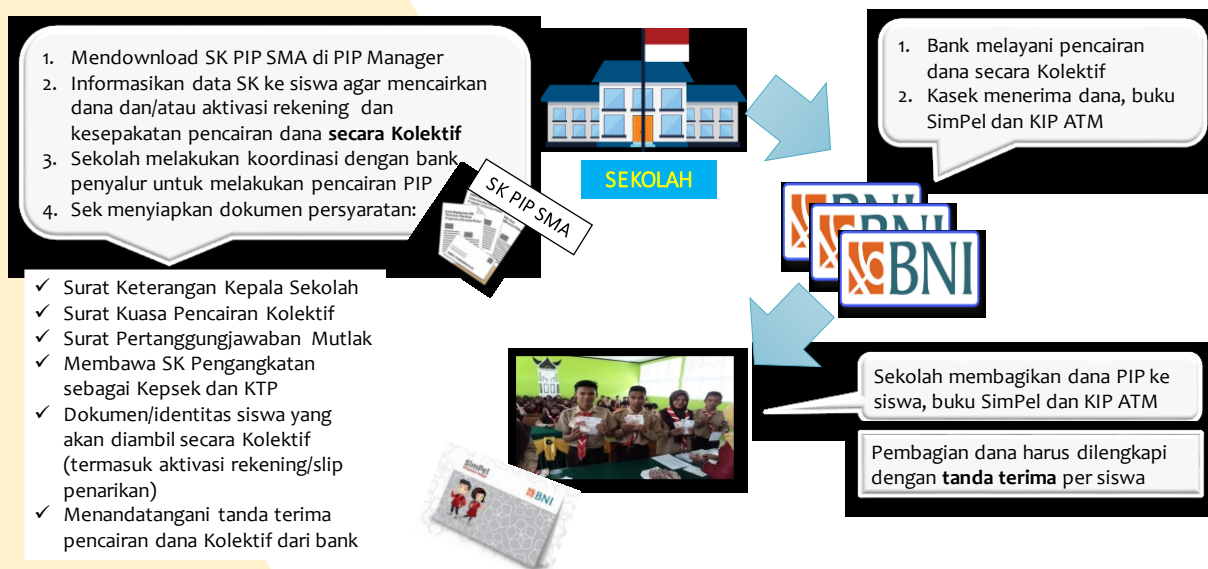 1. Mendownload SK PIP SMA di PIP Manager
2. Informasikan data SK ke siswa agar mencairkan
dana dan/atau aktivasi rekening dan
kesepakatan pencairan dana secara Kolektif
3. Sekolah melakukan koordinasi dengan bank
penyalur untuk melakukan pencairan PIP
4. Sek menyiapkan dokumen persyaratan:
SK PIP SMA
✓ Surat Keterangan Kepala Sekolah
✓ Surat Kuasa Pencairan Kolektif
✓ Surat Pertanggungjawaban Mutlak
✓ Membawa SK Pengangkatan
sebagai Kepsek dan KTP
✓ Dokumen/identitas siswa yang
akan diambil secara Kolektif
(termasuk aktivasi rekening/slip
penarikan)
✓ Menandatangani tanda terima
pencairan dana Kolektif dari bank
SEKOLAH
1. Bank melayani pencairan
dana secara Kolektif
2. Kasek menerima dana, buku
SimPel dan KIP ATM
BNI
BNI
BNI
Sekolah membagikan dana PIP ke
siswa, buku SimPel dan KIP ATM
Pembagian dana harus dilengkapi
dengan tanda terima per siswa
SimPel
BNI